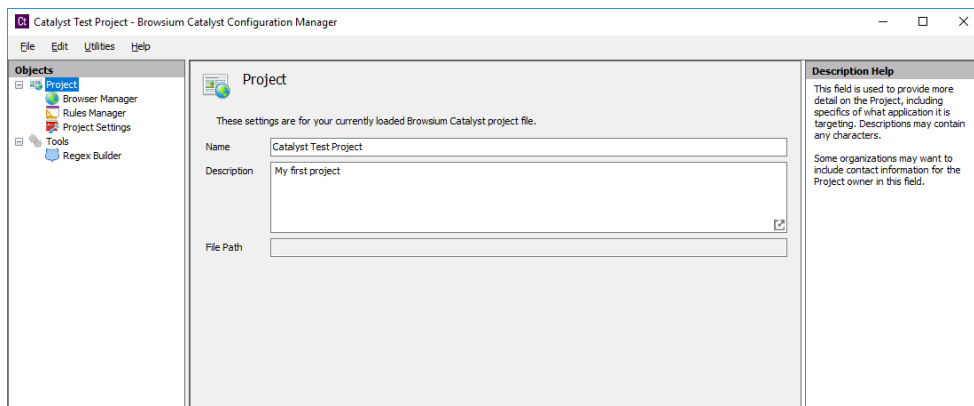 Ct Catalyst Test Project - Browsium Catalyst Configuration Manager
File Edit Utilities Help
Objects
Project
Browser Manager
Rules Manager
Project Settings
Tools
Regex Builder
Project
These settings are for your currently loaded Browsium Catalyst project file.
Name Catalyst Test Project
Description My first project
File Path
Description Help
This field is used to provide more
detail on the Project, including
specifics of what application it is
targeting. Descriptions may contain
any characters.
Some organizations may want to
include contact information for the
Project owner in this field.